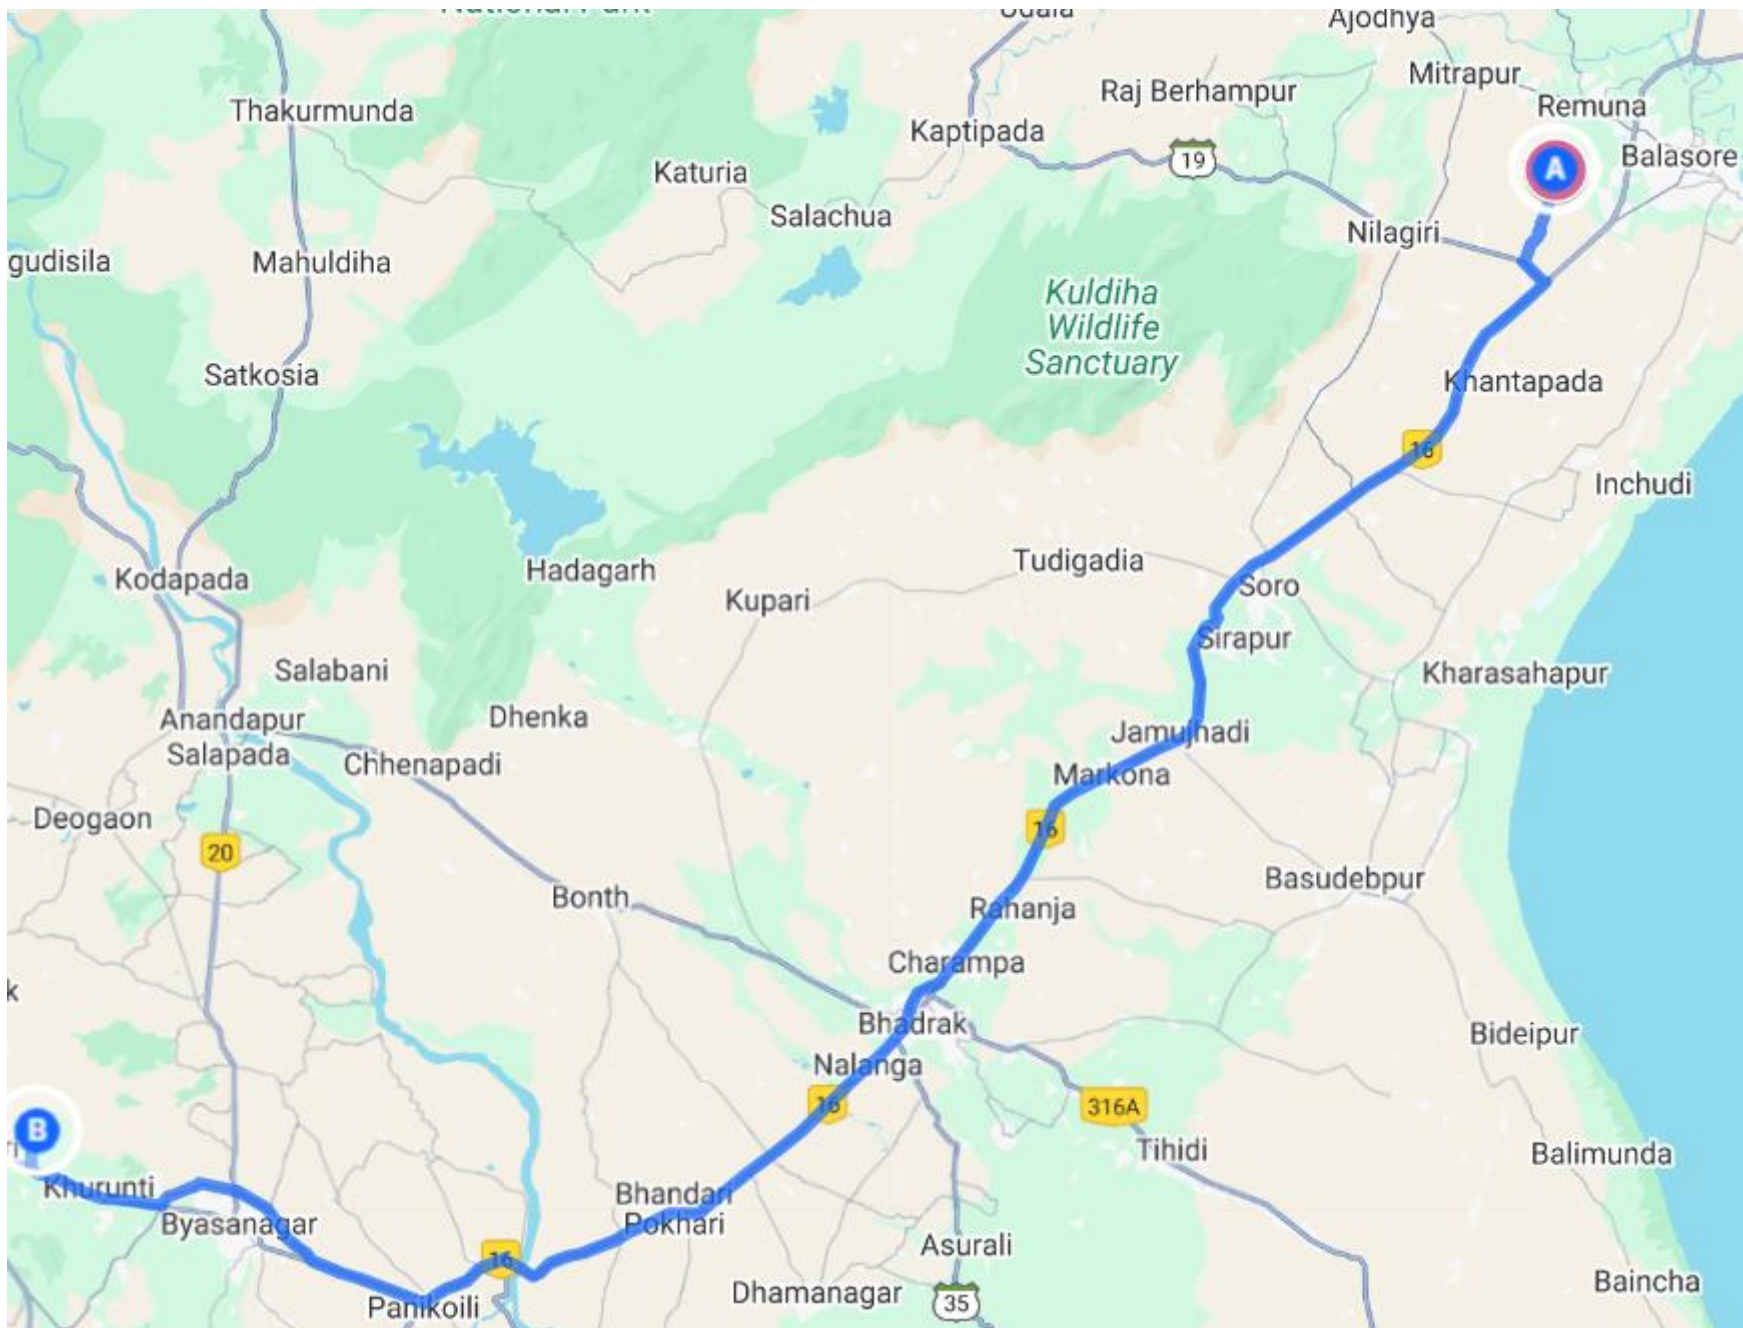 Ajodhya
Mitrapur
Raj Berhampur
Remuna
Thakurmunda
Kaptipada
19
A
Balasore
Katuria
Salachua
Nilagiri
gudisila
Mahuldiha
Kuldiha
Wildlife
Sanctuary
Satkosia
Khantapada
16
Inchudi
Hadagarh
Tudigadia
Kodapada
Kupari
Soro
Sirapur
Salabani
Kharasahapur
Anandapur
Dhenka
Jamujhadi
Salapada
Chhenapadi
Markona
Deogaon
16
20
Basudebpur
Bonth
Rahanja
Charampa
k
Bhadrak
Bideipur
Nalanga
16
316A
B
Tihidi
Balimunda
Khurunti
Bhandari
Pokhari
Byasanagar
Asurali
16
Baincha
Dhamanagar
35
Panikoili